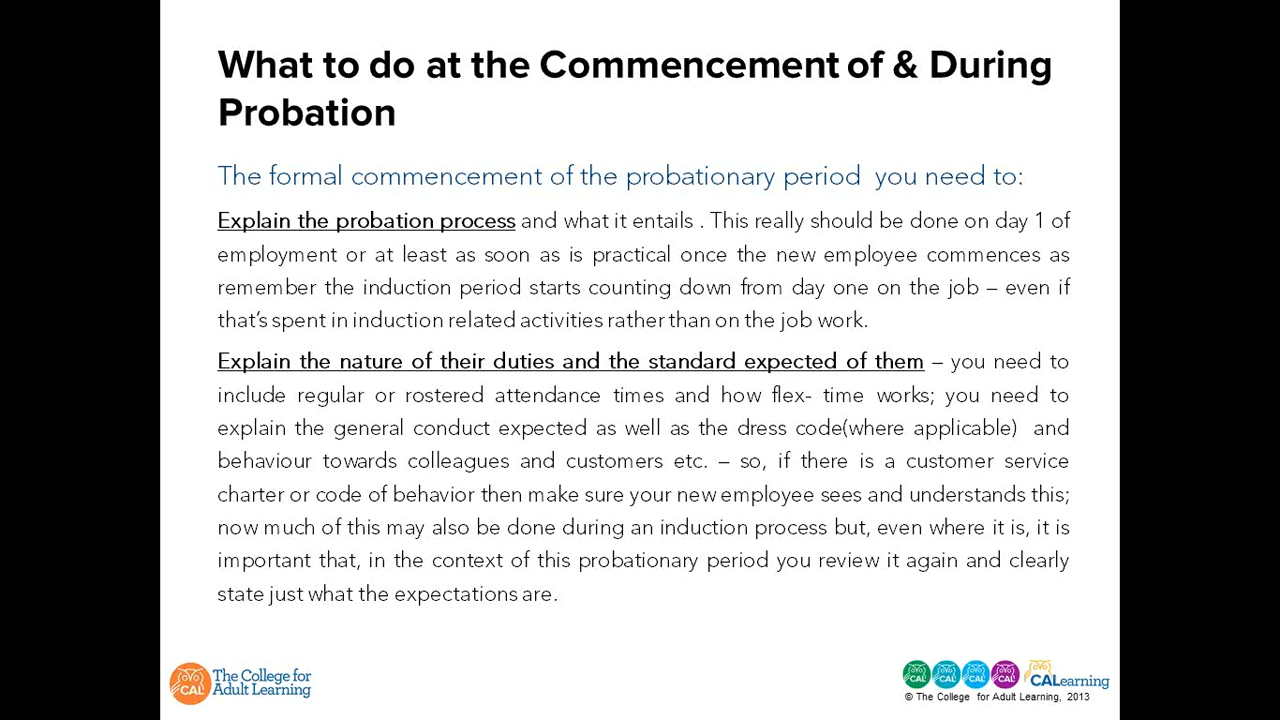 What to do at the Commencement of & During
Probation
The formal commencement of the probationary period  you need to:
Explain the probation process and what it entails . This really should be done on day 1 of
employment or at least as soon as is practical once the new employee commences as
remember the induction period starts counting down from day one on the job – even if
that's spent in induction related activities rather than on the job work.
Explain the nature of their duties and the standard expected of them – you need to
include regular or rostered attendance times and how flex- time works; you need to
explain the general conduct expected as well as the dress code(where applicable)  and
behaviour towards colleagues and customers etc. – so, if there is a customer service
charter or code of behavior then make sure your new employee sees and understands this;
now much of this may also be done during an induction process but, even where it is, it is
important that, in the context of this probationary period you review it again and clearly
state just what the expectations are.
CAL
The College for
Adult Learning
CAL CAL CAL CAL CALearning
© The College  for Adult Learning, 2013